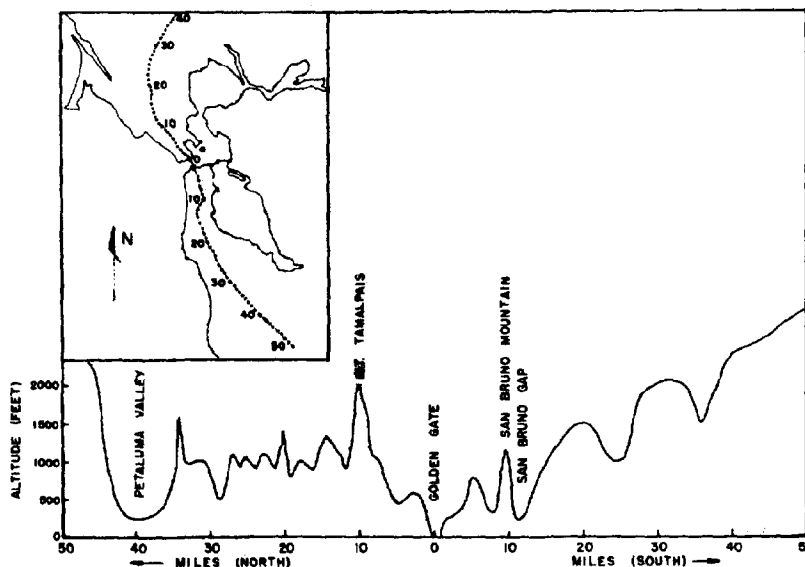 40
30
20
10
0
10
20
30
40
50
N
ALTITUDE (FEET)
2000
1500
1000
500
0
PETALUMA VALLEY
TAMALPAIS
GOLDEN GATE
SAN BRUNO MOUNTAIN
SAN BRUNO GAP
50 40 30 20 10 0 10 20 30 40 50
MILES (NORTH)
MILES (SOUTH)